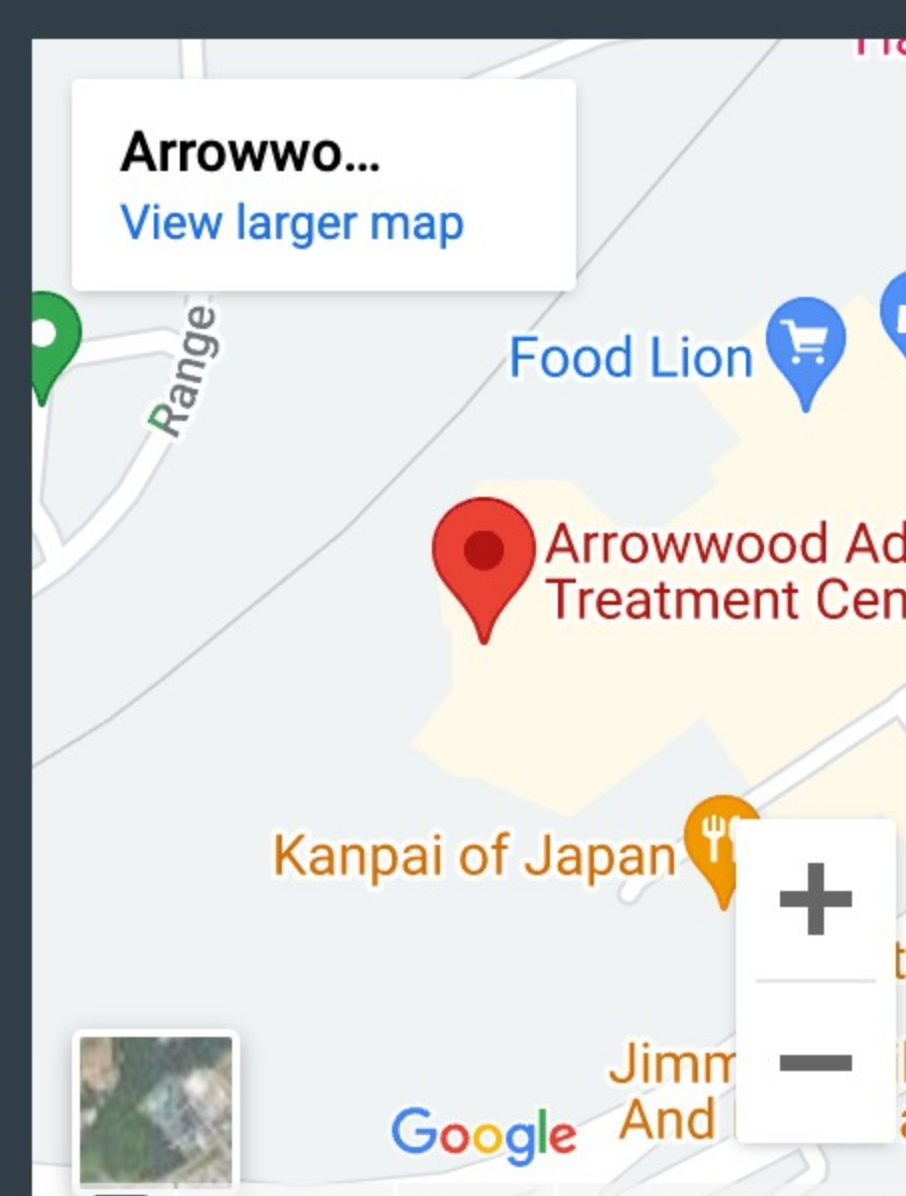 Arrowwo...
View larger map
Range
Food Lion
Arrowwood Ad
Treatment Cen
Kanpai of Japan
Jimm
And
Google